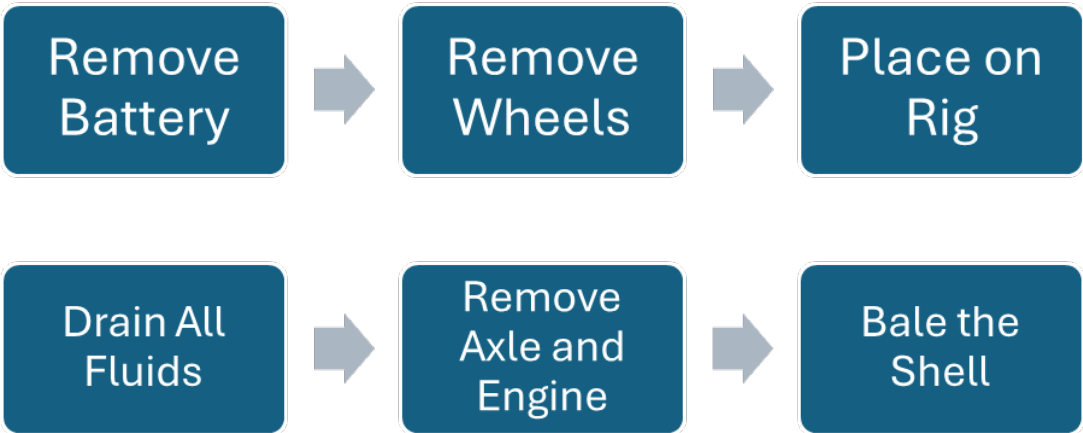 Remove
Battery
Remove
Wheels
Place on
Rig
Drain All
Fluids
Remove
Axle and
Engine
Bale the
Shell